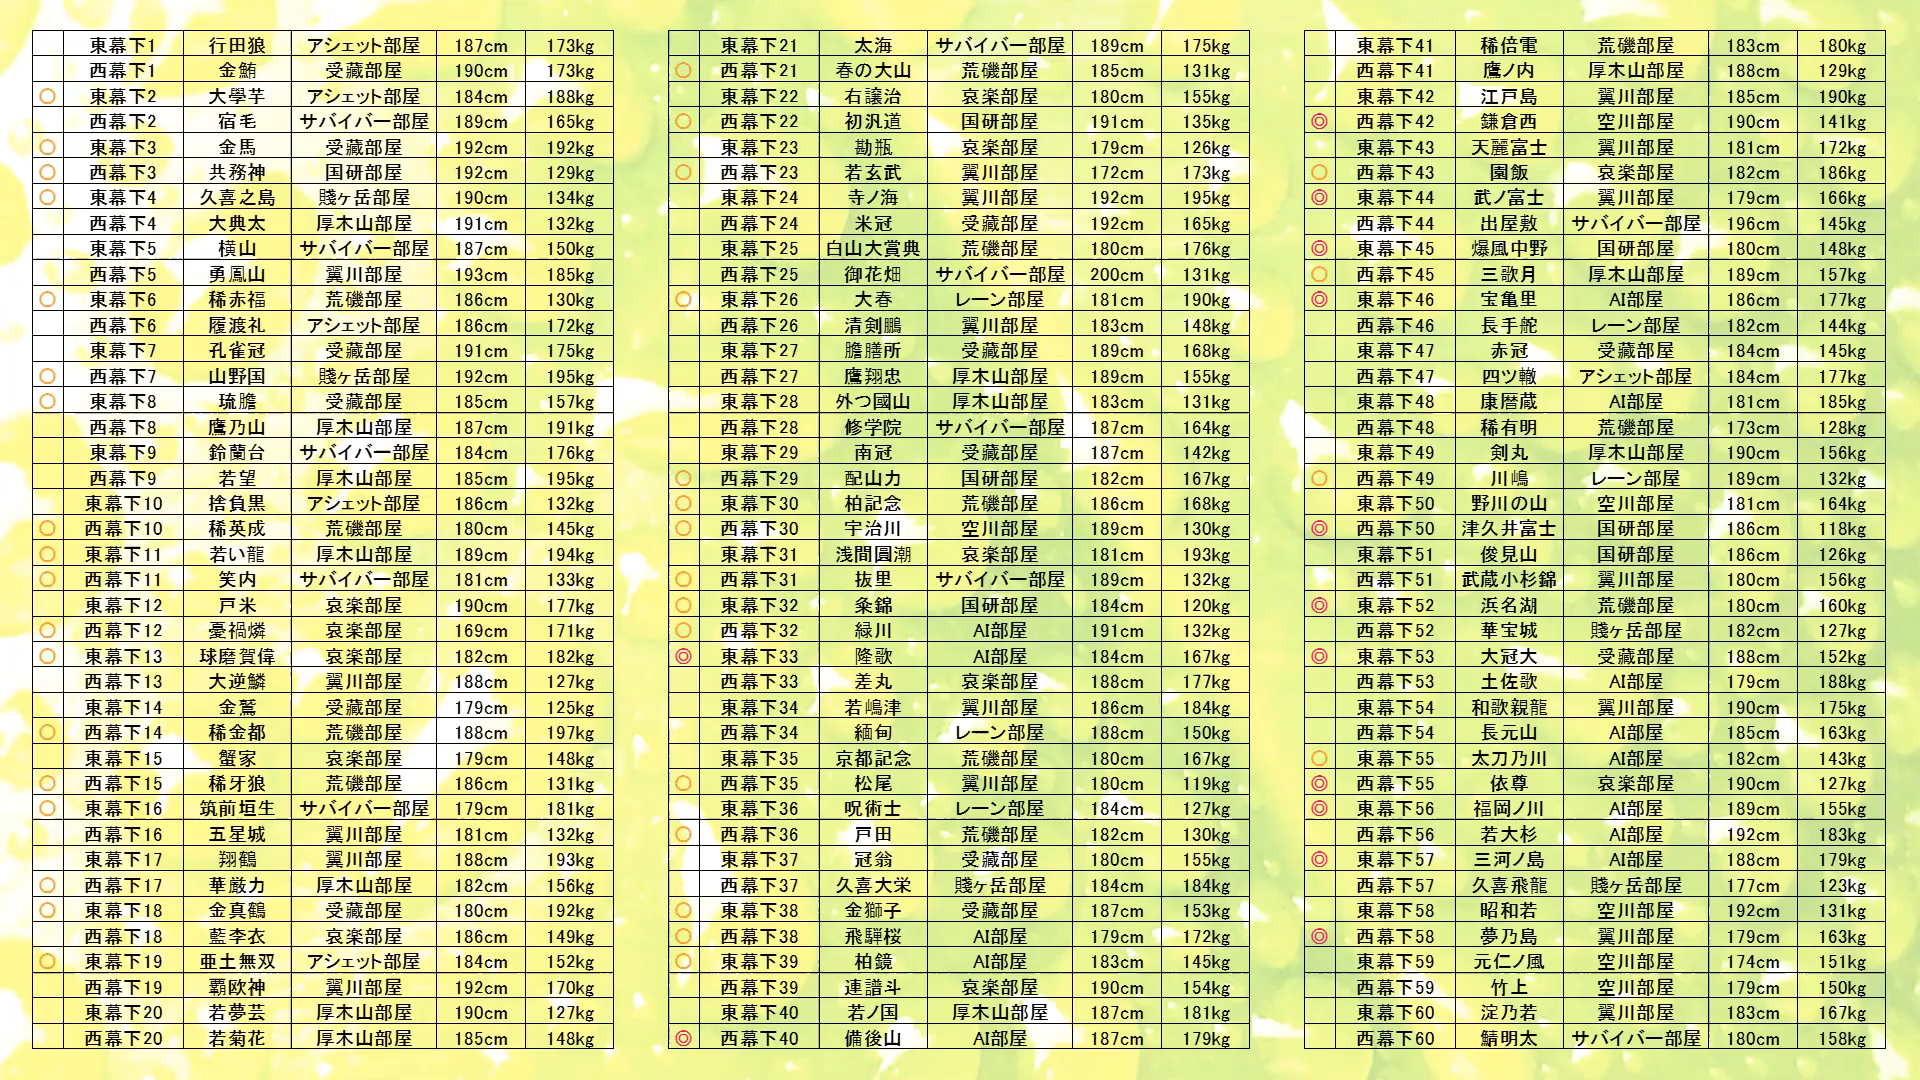 東幕下1 行田狼 アシェット部屋 187cm 173kg
西幕下1 金鮪 受蔵部屋 190cm 173kg
○ 東幕下2 大學芋 アシェット部屋 184cm 188kg
西幕下2 宿毛 サバイバー部屋 189cm 165kg
○ 東幕下3 金馬 受蔵部屋 192cm 192kg
○ 西幕下3 共務神 国研部屋 192cm 129kg
○ 東幕下4 久喜之島 賤ヶ岳部屋 190cm 134kg
西幕下4 大典太 厚木山部屋 191cm 132kg
東幕下5 横山 サバイバー部屋 187cm 150kg
西幕下5 勇鳳山 翼川部屋 193cm 185kg
○ 東幕下6 稀赤福 荒磯部屋 186cm 130kg
西幕下6 履渡礼 アシェット部屋 186cm 172kg
東幕下7 孔雀冠 受蔵部屋 191cm 175kg
○ 西幕下7 山野国 賤ヶ岳部屋 192cm 195kg
○ 東幕下8 琉膽 受蔵部屋 185cm 157kg
西幕下8 鷹乃山 厚木山部屋 187cm 191kg
東幕下9 鈴蘭台 サバイバー部屋 184cm 176kg
西幕下9 若望 厚木山部屋 185cm 195kg
東幕下10 捨負黒 アシェット部屋 186cm 132kg
○ 西幕下10 稀英成 荒磯部屋 180cm 145kg
○ 東幕下11 若い龍 厚木山部屋 189cm 194kg
○ 西幕下11 笑内 サバイバー部屋 181cm 133kg
東幕下12 戸米 哀楽部屋 190cm 177kg
○ 西幕下12 憂禍燐 哀楽部屋 169cm 171kg
○ 東幕下13 球磨賀偉 哀楽部屋 182cm 182kg
西幕下13 大逆鱗 翼川部屋 188cm 127kg
東幕下14 金鷲 受蔵部屋 179cm 125kg
○ 西幕下14 稀金都 荒磯部屋 188cm 197kg
東幕下15 蟹家 哀楽部屋 179cm 148kg
○ 西幕下15 稀牙狼 荒磯部屋 186cm 131kg
○ 東幕下16 筑前垣生 サバイバー部屋 179cm 181kg
西幕下16 五星城 翼川部屋 181cm 132kg
東幕下17 翔鶴 翼川部屋 188cm 193kg
○ 西幕下17 華厳力 厚木山部屋 182cm 156kg
○ 東幕下18 金真鶴 受蔵部屋 180cm 192kg
西幕下18 藍李衣 哀楽部屋 186cm 149kg
○ 東幕下19 亜土無双 アシェット部屋 184cm 152kg
西幕下19 覇欧神 翼川部屋 192cm 170kg
東幕下20 若夢芸 厚木山部屋 190cm 127kg
西幕下20 若菊花 厚木山部屋 185cm 148kg
東幕下21 太海 サバイバー部屋 189cm 175kg
○ 西幕下21 春の大山 荒磯部屋 185cm 131kg
東幕下22 右譲治 哀楽部屋 180cm 155kg
○ 西幕下22 初汎道 国研部屋 191cm 135kg
東幕下23 勘瓶 哀楽部屋 179cm 126kg
○ 西幕下23 若玄武 翼川部屋 172cm 173kg
東幕下24 寺ノ海 翼川部屋 192cm 195kg
西幕下24 米冠 受蔵部屋 192cm 165kg
東幕下25 白山大賞典 荒磯部屋 180cm 176kg
西幕下25 御花畑 サバイバー部屋 200cm 131kg
○ 東幕下26 大春 レーン部屋 181cm 190kg
西幕下26 清剣鵬 翼川部屋 183cm 148kg
東幕下27 膽膳所 受蔵部屋 189cm 168kg
西幕下27 鷹翔忠 厚木山部屋 189cm 155kg
東幕下28 外つ國山 厚木山部屋 183cm 131kg
西幕下28 修学院 サバイバー部屋 187cm 164kg
東幕下29 南冠 受蔵部屋 187cm 142kg
○ 西幕下29 配山力 国研部屋 182cm 167kg
○ 東幕下30 柏記念 荒磯部屋 186cm 168kg
○ 西幕下30 宇治川 空川部屋 189cm 130kg
東幕下31 浅間圓潮 哀楽部屋 181cm 193kg
○ 西幕下31 抜里 サバイバー部屋 189cm 132kg
○ 東幕下32 粂錦 国研部屋 184cm 120kg
○ 西幕下32 緑川 AI部屋 191cm 132kg
◎ 東幕下33 隆歌 AI部屋 184cm 167kg
西幕下33 差丸 哀楽部屋 188cm 177kg
東幕下34 若嶋津 翼川部屋 186cm 184kg
西幕下34 緬甸 レーン部屋 188cm 150kg
東幕下35 京都記念 荒磯部屋 180cm 167kg
○ 西幕下35 松尾 翼川部屋 180cm 119kg
東幕下36 呪術士 レーン部屋 184cm 127kg
○ 西幕下36 戸田 荒磯部屋 182cm 130kg
東幕下37 冠翁 受蔵部屋 180cm 155kg
西幕下37 久喜大栄 賤ヶ岳部屋 184cm 184kg
○ 東幕下38 金獅子 受蔵部屋 187cm 153kg
○ 西幕下38 飛騨桜 AI部屋 179cm 172kg
○ 東幕下39 柏鏡 AI部屋 183cm 145kg
西幕下39 連譜斗 哀楽部屋 190cm 154kg
東幕下40 若ノ国 厚木山部屋 187cm 181kg
◎ 西幕下40 備後山 AI部屋 187cm 179kg
東幕下41 稀倍電 荒磯部屋 183cm 180kg
西幕下41 鷹ノ内 厚木山部屋 188cm 129kg
東幕下42 江戸島 翼川部屋 185cm 190kg
◎ 西幕下42 鎌倉西 空川部屋 190cm 141kg
東幕下43 天麗富士 翼川部屋 181cm 172kg
○ 西幕下43 園飯 哀楽部屋 182cm 186kg
◎ 東幕下44 武ノ富士 翼川部屋 179cm 166kg
西幕下44 出屋敷 サバイバー部屋 196cm 145kg
◎ 東幕下45 爆風中野 国研部屋 180cm 148kg
○ 西幕下45 三歌月 厚木山部屋 189cm 157kg
◎ 東幕下46 宝亀里 AI部屋 186cm 177kg
西幕下46 長手舵 レーン部屋 182cm 144kg
東幕下47 赤冠 受蔵部屋 184cm 145kg
西幕下47 四ツ轍 アシェット部屋 184cm 177kg
東幕下48 康暦蔵 AI部屋 181cm 185kg
西幕下48 稀有明 荒磯部屋 173cm 128kg
東幕下49 剣丸 厚木山部屋 190cm 156kg
○ 西幕下49 川嶋 レーン部屋 189cm 132kg
東幕下50 野川の山 空川部屋 181cm 164kg
◎ 西幕下50 津久井富士 国研部屋 186cm 118kg
東幕下51 俊見山 国研部屋 186cm 126kg
西幕下51 武蔵小杉錦 翼川部屋 180cm 156kg
◎ 東幕下52 浜名湖 荒磯部屋 180cm 160kg
西幕下52 華宝城 賤ヶ岳部屋 182cm 127kg
◎ 東幕下53 大冠大 受蔵部屋 188cm 152kg
西幕下53 土佐歌 AI部屋 179cm 188kg
東幕下54 和歌親龍 翼川部屋 190cm 175kg
西幕下54 長元山 AI部屋 185cm 163kg
○ 東幕下55 太刀乃川 AI部屋 182cm 143kg
◎ 西幕下55 依尊 哀楽部屋 190cm 127kg
◎ 東幕下56 福岡ノ川 AI部屋 189cm 155kg
西幕下56 若大杉 AI部屋 192cm 183kg
◎ 東幕下57 三河ノ島 AI部屋 188cm 179kg
西幕下57 久喜飛龍 賤ヶ岳部屋 177cm 123kg
東幕下58 昭和若 空川部屋 192cm 131kg
◎ 西幕下58 夢乃島 翼川部屋 179cm 163kg
東幕下59 元仁ノ風 空川部屋 174cm 151kg
西幕下59 竹上 空川部屋 179cm 150kg
東幕下60 淀乃若 翼川部屋 183cm 167kg
西幕下60 鯖明太 サバイバー部屋 180cm 158kg